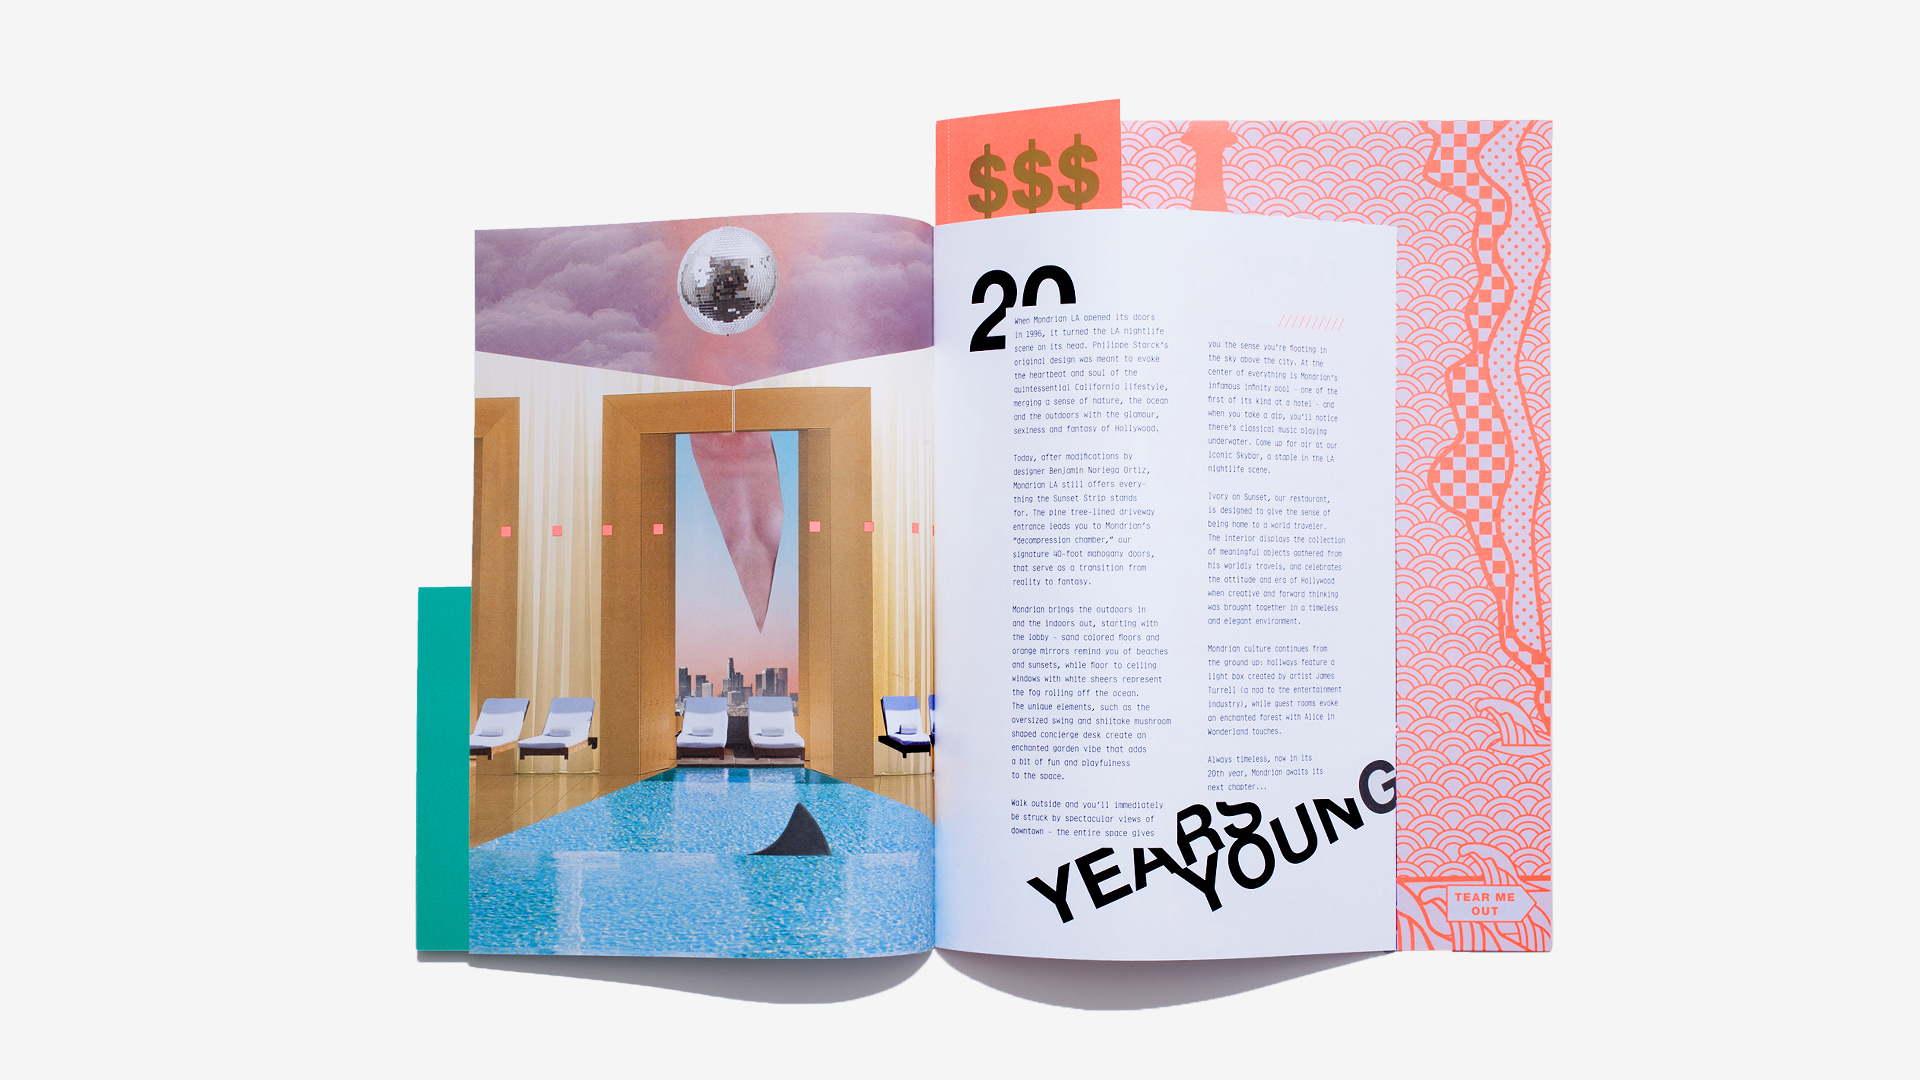 $$$
20
When Mondrian LA opened its doors
in 1996, it turned the LA nightlife
scene on its head. Philippe Starck's
original design was meant to evoke
the heartbeat and soul of the
quintessential California lifestyle,
merging a sense of nature, the ocean
and the outdoors with the glamour,
sexiness and fantasy of Hollywood.
Today, after modifications by
designer Benjamin Noriega Ortiz,
Mondrian LA still offers every-
thing the Sunset Strip stands
for. The pine tree-lined driveway
entrance leads you to Mondrian's
"decompression chamber," our
signature 40-foot mahogany doors,
that serve as a transition from
reality to fantasy.
Mondrian brings the outdoors in
and the indoors out, starting with
the lobby - sand colored floors and
orange mirrors remind you of beaches
and sunsets, while floor to ceiling
windows with white sheers represent
the fog rolling off the ocean.
The unique elements, such as the
oversized swing and shiitake mushroom
shaped concierge desk create an
enchanted garden vibe that adds
a bit of fun and playfulness
to the space.
Walk outside and you'll immediately
be struck by spectacular views of
downtown - the entire space gives
//////////
you the sense you're floating in
the sky above the city. At the
center of everything is Mondrian's
infamous infinity pool - one of the
first of its kind at a hotel - and
when you take a dip, you'll notice
there's classical music playing
underwater. Come up for air at our
iconic Skybar, a staple in the LA
nightlife scene.
Ivory on Sunset, our restaurant,
is designed to give the sense of
being home to a world traveler.
The interior displays the collection
of meaningful objects gathered from
his worldly travels, and celebrates
the attitude and era of Hollywood
when creative and forward thinking
was brought together in a timeless
and elegant environment.
Mondrian culture continues from
the ground up: hallways feature a
light box created by artist James
Turrell (a nod to the entertainment
industry), while guest rooms evoke
an enchanted forest with Alice in
Wonderland touches.
Always timeless, now in its
20th year, Mondrian awaits its
next chapter...
YEARS
YOUNG
TEAR ME
OUT